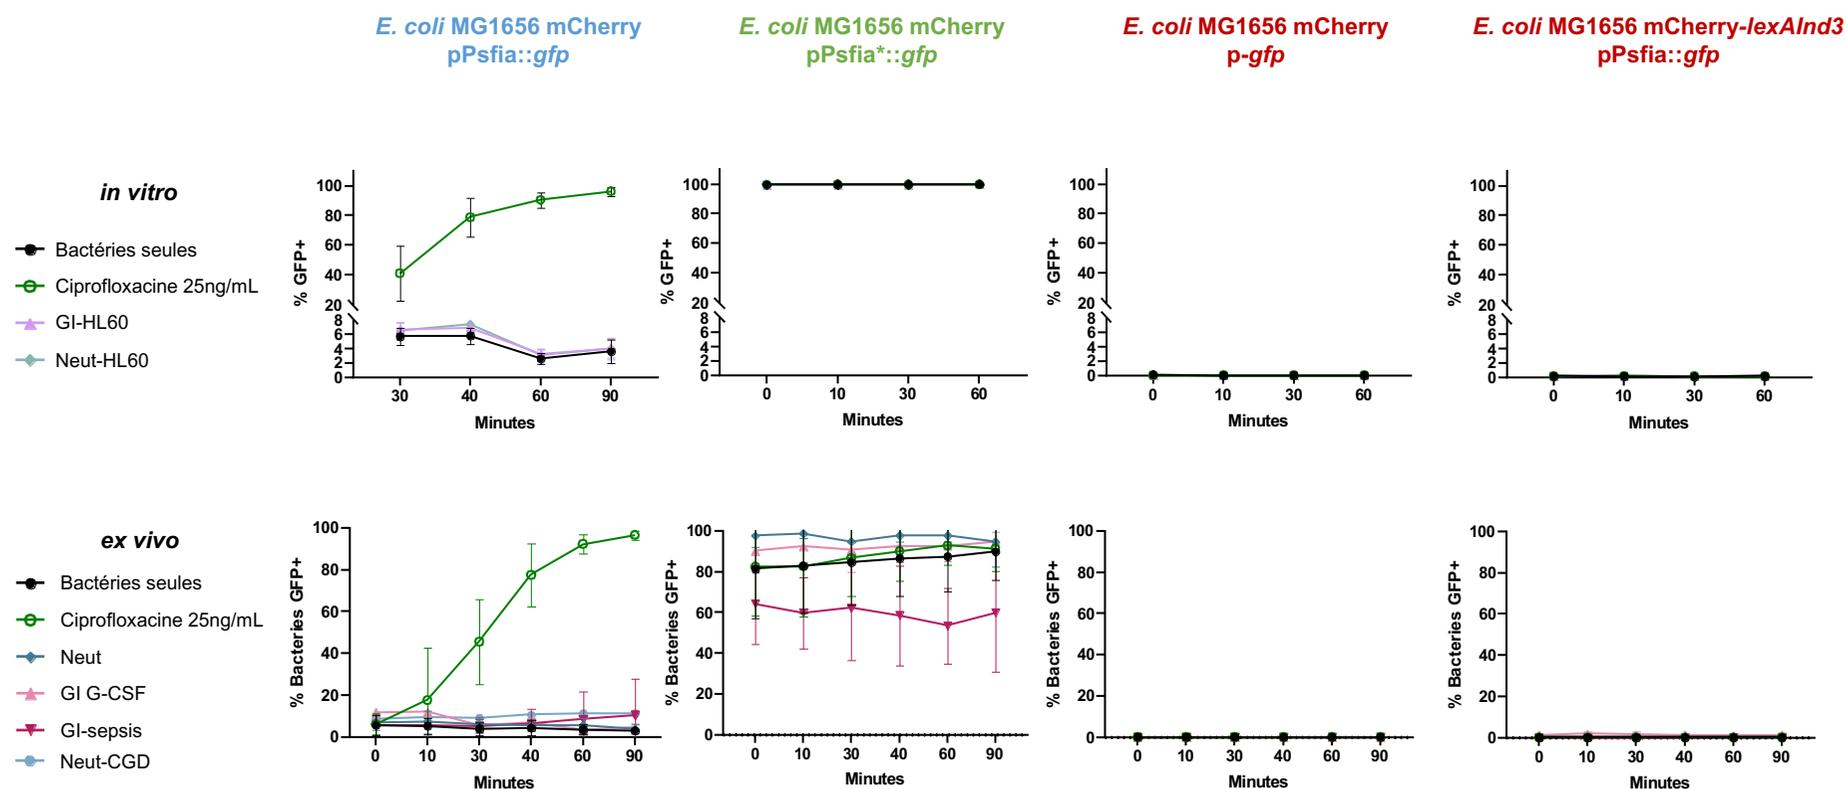 E. coli MG1656 mCherry
pPsfia::gfp
E. coli MG1656 mCherry
pPsfia*::gfp
E. coli MG1656 mCherry
p-gfp
E. coli MG1656 mCherry-lexAInd3
pPsfia::gfp
in vitro
Bactéries seules
Ciprofloxacine 25ng/mL
GI-HL60
Neut-HL60
% GFP+
100
80
60
40
20
8
6
4
2
0
30 40 60 90
Minutes
% GFP+
100
80
60
40
20
8
6
4
2
0
0 10 30 60
Minutes
% GFP+
100
80
60
40
20
8
6
4
2
0
0 10 30 60
Minutes
% GFP+
100
80
60
40
20
8
6
4
2
0
0 10 30 60
Minutes
ex vivo
Bactéries seules
Ciprofloxacine 25ng/mL
Neut
GI G-CSF
GI-sepsis
Neut-CGD
% Bacteries GFP+
100
80
60
40
20
0
0 10 30 40 60 90
Minutes
% Bacteries GFP+
100
80
60
40
20
0
0 10 30 40 60 90
Minutes
% Bacteries GFP+
100
80
60
40
20
0
0 10 30 40 60 90
Minutes
% Bacteries GFP+
100
80
60
40
20
0
0 10 30 40 60 90
Minutes